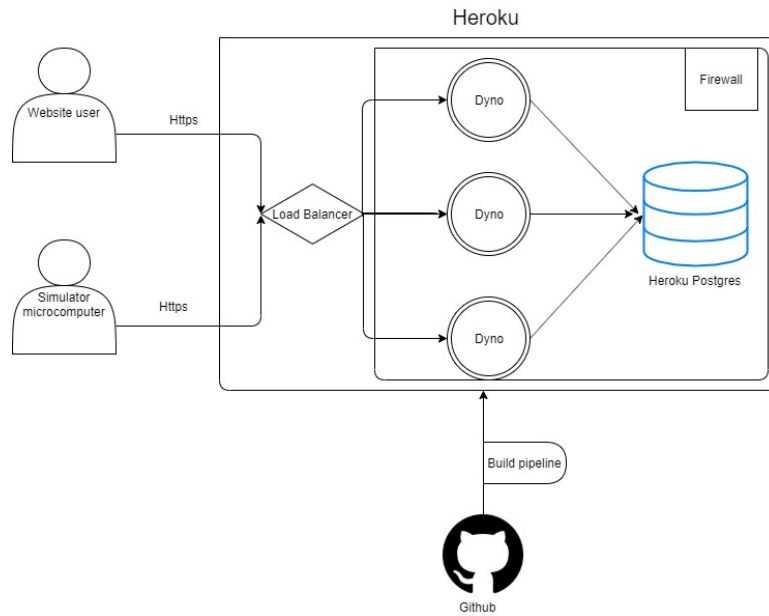 Heroku
Firewall
Dyno
Website user
Https
Load Balancer
Dyno
Heroku Postgres
Simulator
microcomputer
Https
Dyno
Build pipeline
Github